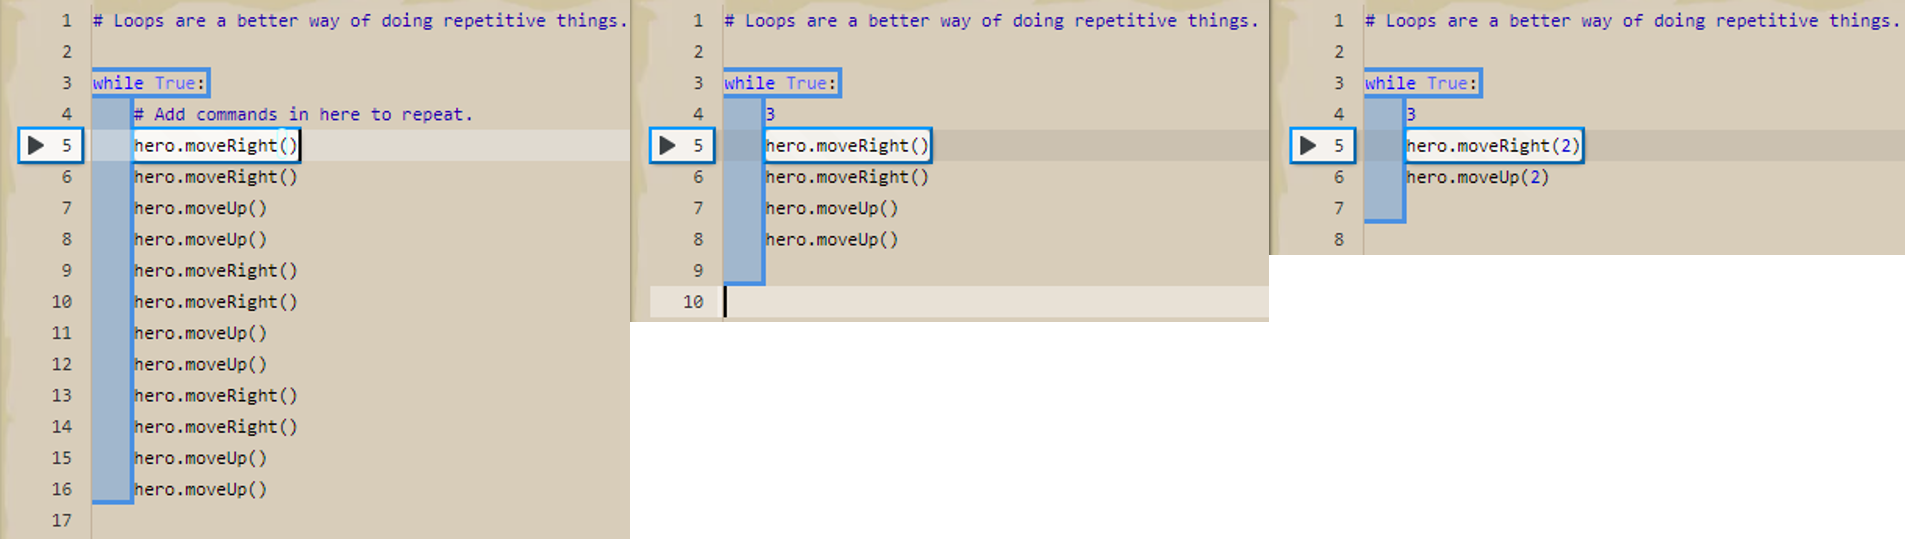 1 # Loops are a better way of doing repetitive things.
2
3 while True:
4 # Add commands in here to repeat.
5 hero.moveRight()
6 hero.moveRight()
7 hero.moveUp()
8 hero.moveUp()
9 hero.moveRight()
10 hero.moveRight()
11 hero.moveUp()
12 hero.moveUp()
13 hero.moveRight()
14 hero.moveRight()
15 hero.moveUp()
16 hero.moveUp()
17
1 # Loops are a better way of doing repetitive things.
2
3 while True:
4 3
5 hero.moveRight()
6 hero.moveRight()
7 hero.moveUp()
8 hero.moveUp()
9
10
1 # Loops are a better way of doing repetitive things.
2
3 while True:
4 3
5 hero.moveRight(2)
6 hero.moveUp(2)
7
8